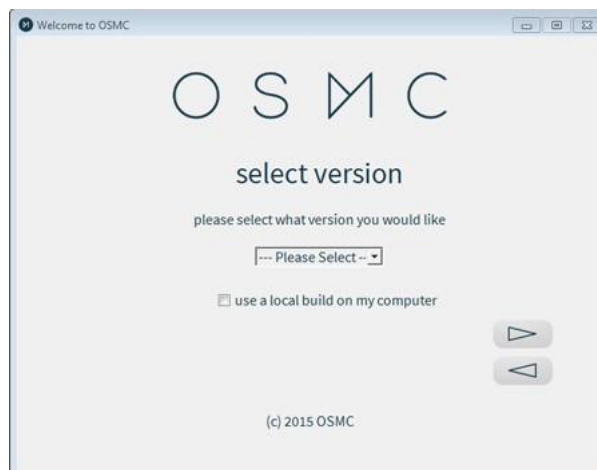 Welcome to OSMC
OSMC
select version
please select what version you would like
--- Please Select --
use a local build on my computer
(c) 2015 OSMC